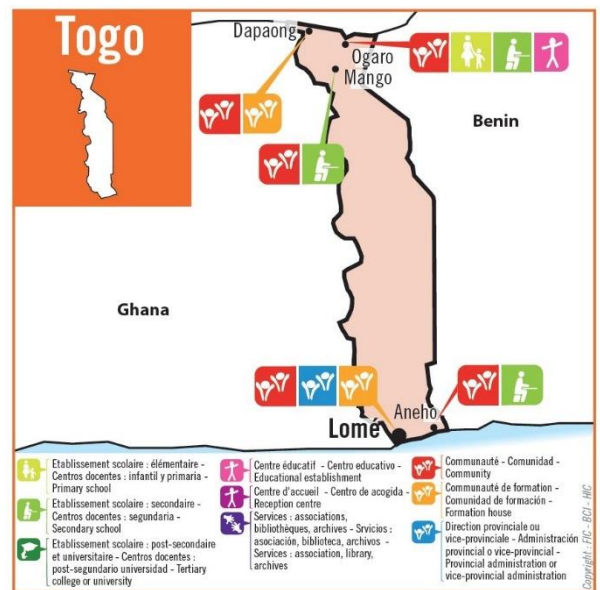 Togo
Dapaong
Ogaro
Mango
Benin
Ghana
Lomé
Aneho
Etablissement scolaire : élémentaire -
Centros docentes : infantil y primaria -
Primary school
Etablissement scolaire : secondaire -
Centros docentes : segundaria -
Secondary school
Etablissement scolaire : post-secondaire
et universitaire - Centros docentes :
post-segundario universidad - Tertiary
college or university
Centre éducatif - Centro educativo -
Educational establishment
Centre d'accueil - Centro de acogida -
Reception centre
Services : associations,
bibliothèques, archives - Srvicios :
asociación, biblioteca, archivos -
Services : association, library,
archives
Communauté - Comunidad -
Community
Communauté de formation -
Comunidad de formación -
Formation house
Direction provinciale ou
vice-provinciale - Administración
provincial o vice-provincial -
Provincial administration or
vice-provincial administration
Copyright : FIC - BCI - HIC